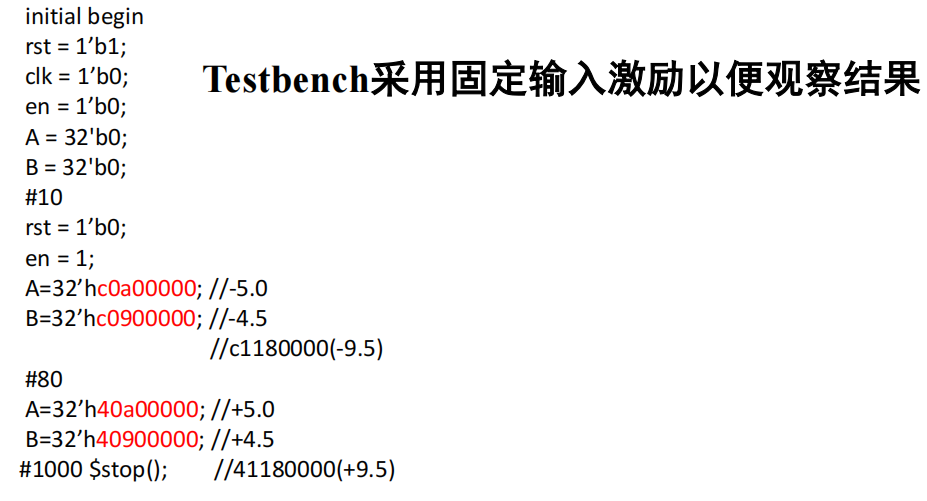 initial begin
rst = 1’b1;
clk = 1’b0;
Testbench采用固定输入激励以便观察结果
en = 1’b0;
A = 32'b0;
B = 32'b0;
#10
rst = 1’b0;
en = 1;
A=32’hc0a00000; //-5.0
B=32’hc0900000; //-4.5
//c1180000(-9.5)
#80
A=32’h40a00000; //+5.0
B=32’h40900000; //+4.5
#1000 $stop(); //41180000(+9.5)